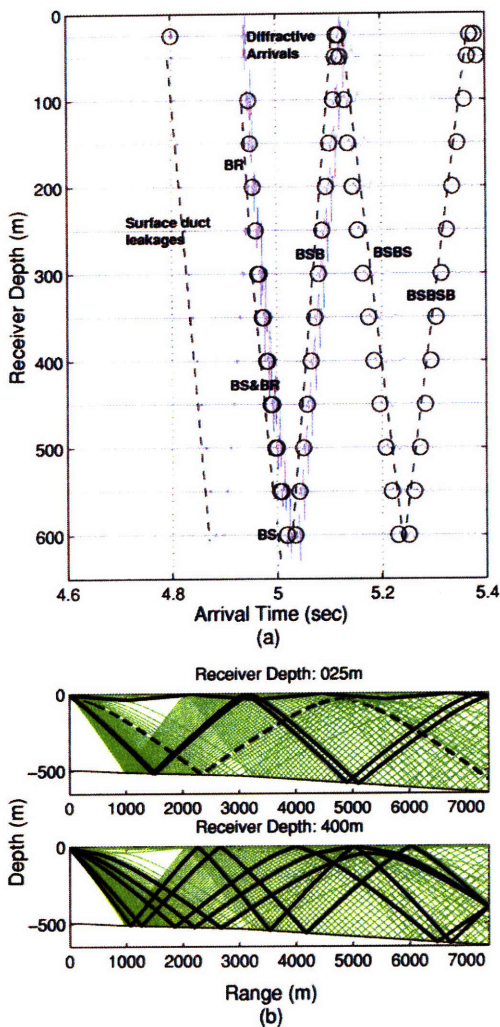 0
100
200
300
400
500
600
Receiver Depth (m)
Diffractive
Arrivals
BR
Surface duct
leakages
BSB
BSBS
BSBSB
BS&BR
BS
4.6
4.8
5
5.2
5.4
Arrival Time (sec)
(a)
Receiver Depth: 025m
0
-500
0 1000 2000 3000 4000 5000 6000 7000
Receiver Depth: 400m
0
-500
0 1000 2000 3000 4000 5000 6000 7000
Depth (m)
Range (m)
(b)